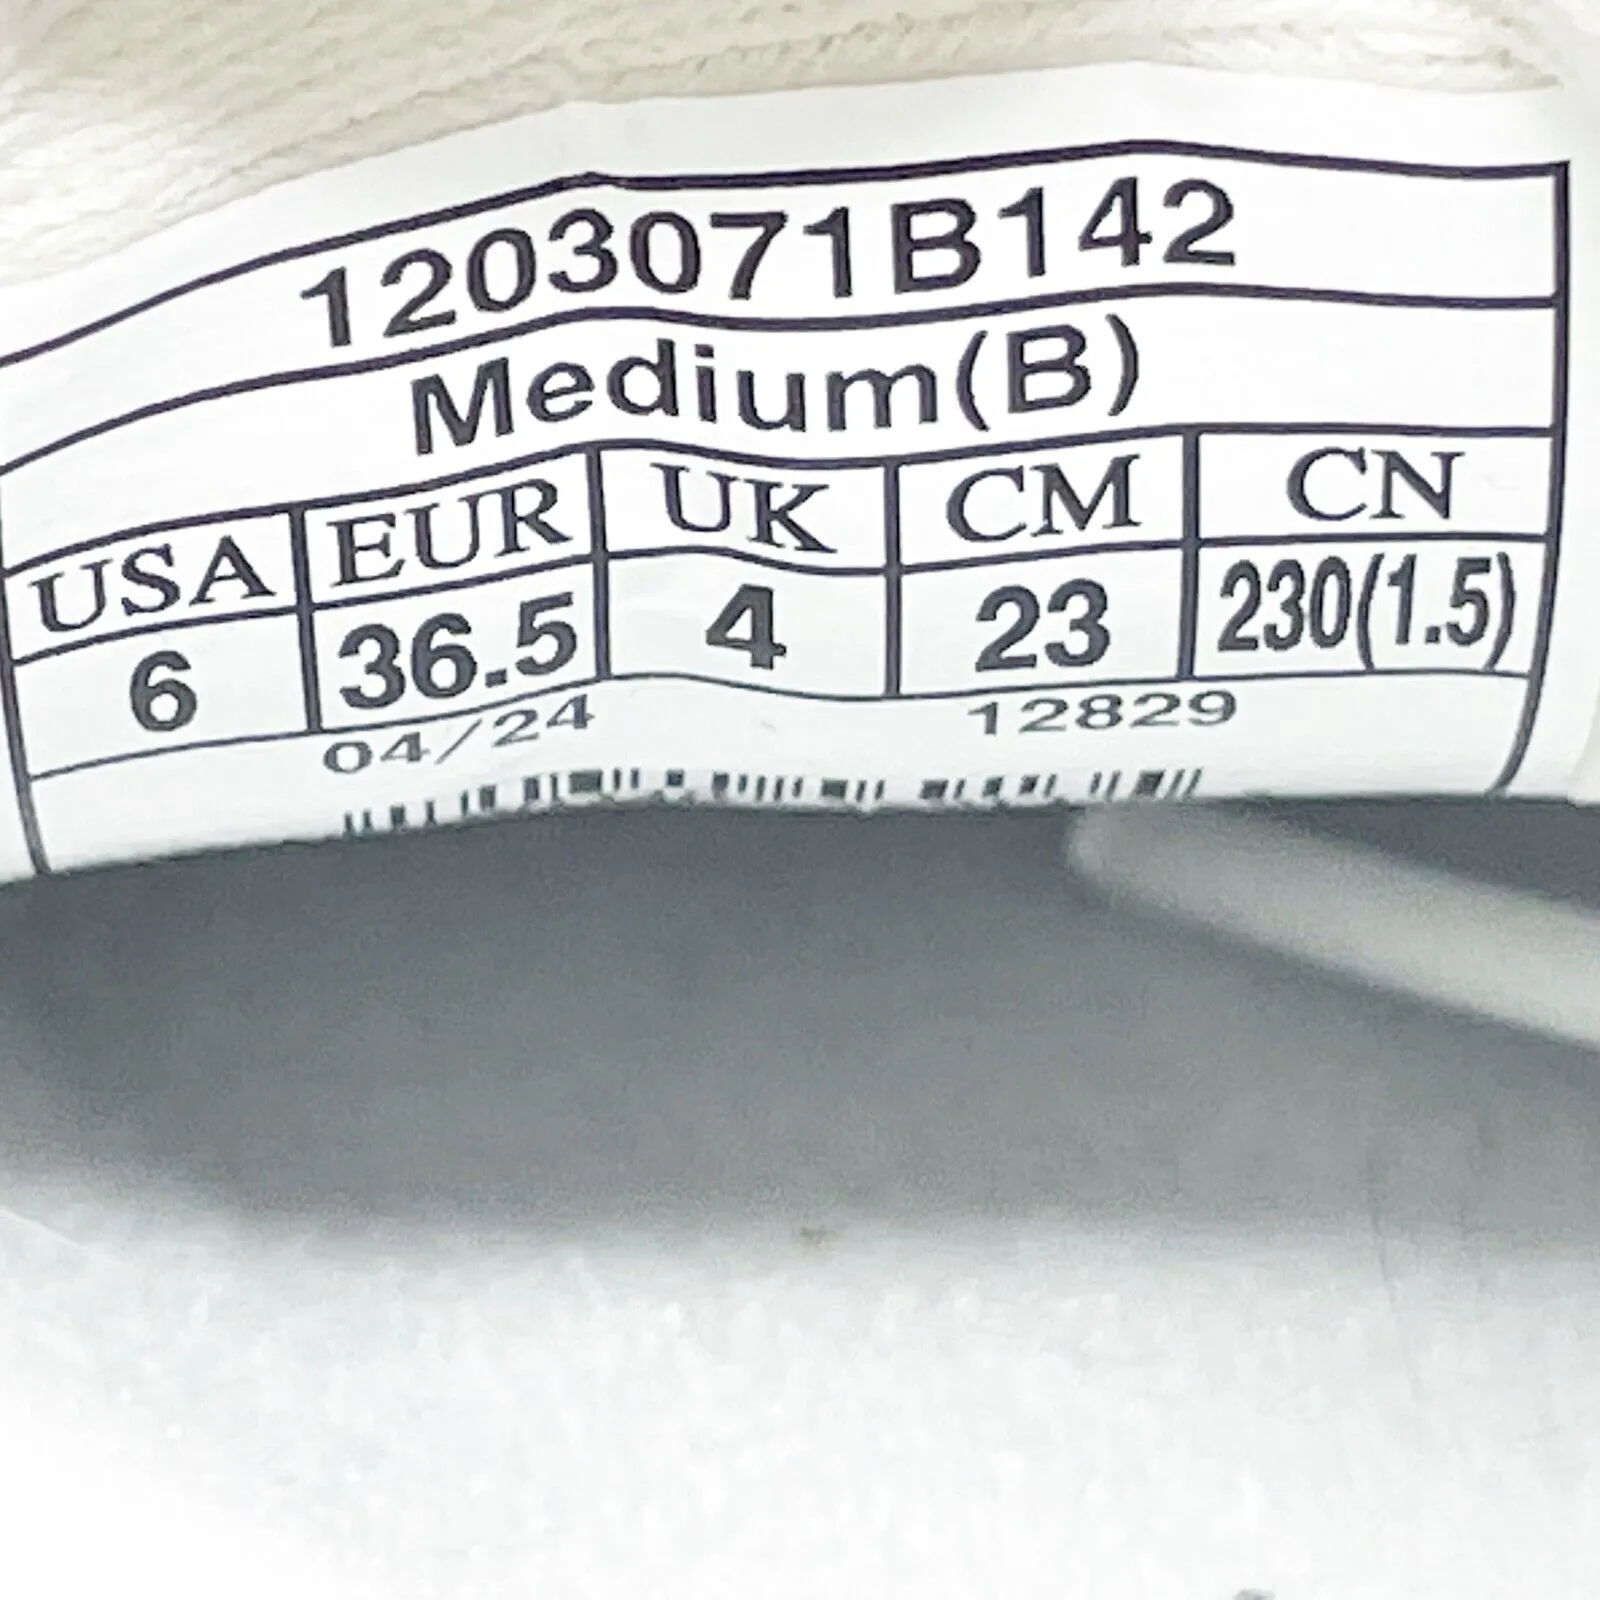 1203071B142
Medium(B)
USA EUR UK CM CN
6 36.5 4 23 230(1.5)
04/24 12829